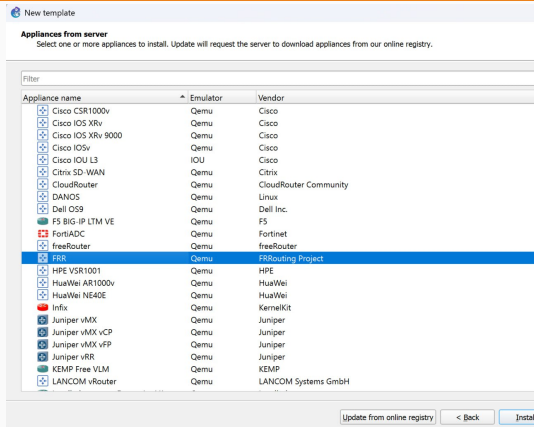 New template
Appliances from server
Select one or more appliances to install. Update will request the server to download appliances from our online registry.
Filter
Appliance name Emulator Vendor
Cisco CSR1000v Qemu Cisco
Cisco IOS XRv Qemu Cisco
Cisco IOS XRv 9000 Qemu Cisco
Cisco IOSv Qemu Cisco
Cisco IOU L3 IOU Cisco
Citrix SD-WAN Qemu Citrix
CloudRouter Qemu CloudRouter Community
DANOS Qemu Linux
Dell OS9 Qemu Dell Inc.
F5 BIG-IP LTM VE Qemu F5
FortiADC Qemu Fortinet
freeRouter Qemu freeRouter
FRR Qemu FRRouting Project
HPE VSR1001 Qemu HPE
HuaWei AR1000v Qemu HuaWei
HuaWei NE40E Qemu HuaWei
Infix Qemu KernelKit
Juniper vMX Qemu Juniper
Juniper vMX vCP Qemu Juniper
Juniper vMX vFP Qemu Juniper
Juniper vRR Qemu Juniper
KEMP Free VLM Qemu KEMP
LANCOM vRouter Qemu LANCOM Systems GmbH
Update from online registry < Back Instal